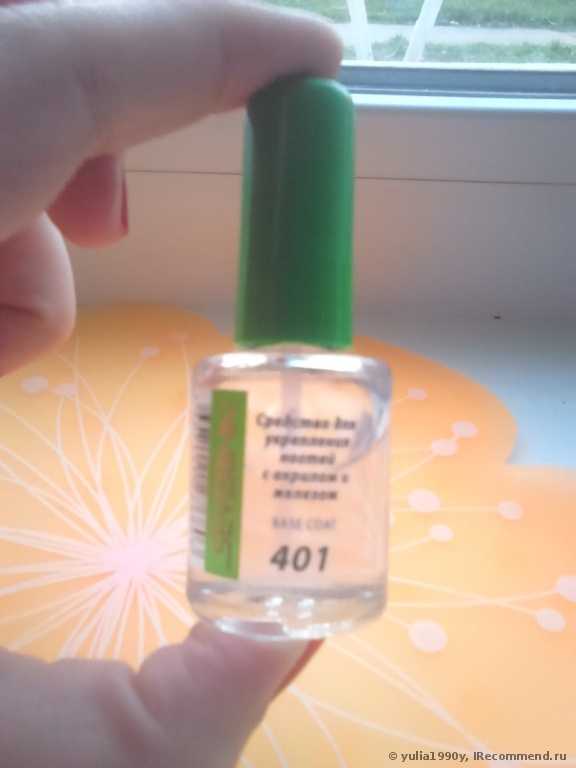 Средство для
укрепления
ногтей
с акрилом и
железом
BASE COAT
401
© yulia1990y, IRecommend.ru